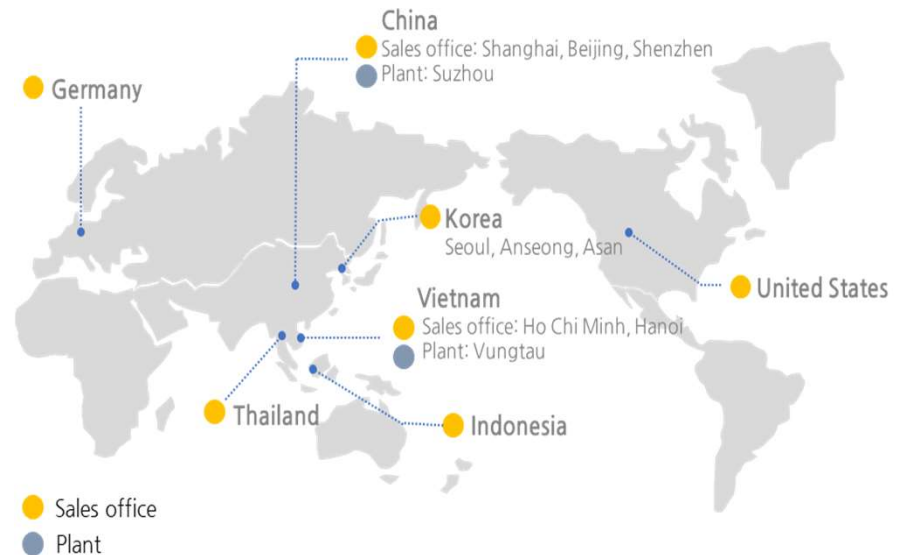 China
Sales office: Shanghai, Beijing, Shenzhen
Plant: Suzhou
Germany
Korea
Seoul, Anseong, Asan
United States
Vietnam
Sales office: Ho Chi Minh, Hanoi
Plant: Vungtau
Thailand
Indonesia
Sales office
Plant